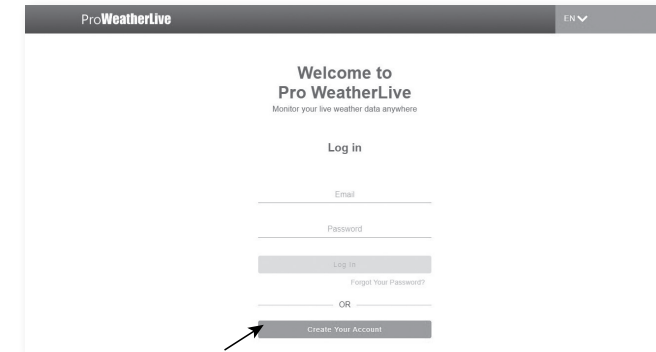 ProWeatherLive
EN
Welcome to
Pro WeatherLive
Monitor your live weather data anywhere
Log in
Email
Password
Log In
Forgot Your Password?
OR
Create Your Account